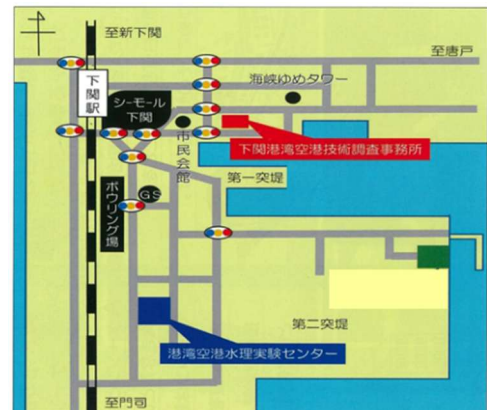 至新下関
至唐戸
下関駅
海峡ゆめタワー
シーモール
下関
市民会館
下関港湾空港技術調査事務所
第一突堤
ボウリング場
GS
第二突堤
港湾空港水理実験センター
至門司